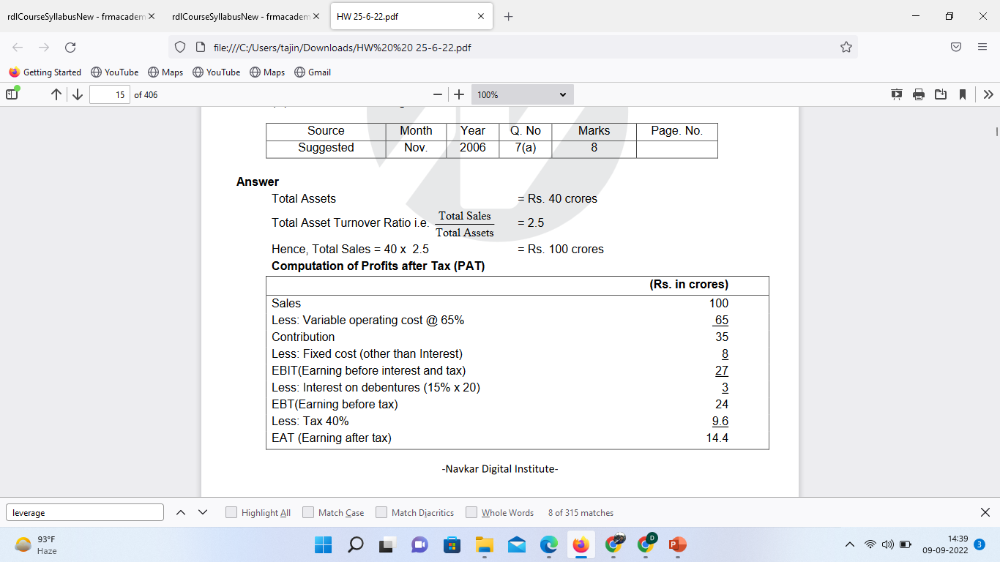 rdlCourseSyllabusNew - frmacadem
rdlCourseSyllabusNew - frmacadem
HW 25-6-22.pdf
file:///C:/Users/tajin/Downloads/HW%20%20 25-6-22.pdf
Getting Started YouTube Maps YouTube Maps Gmail
15 of 406 100%
Source Month Year Q. No Marks Page. No.
Suggested Nov. 2006 7(a) 8
Answer
Total Assets = Rs. 40 crores
Total Asset Turnover Ratio i.e. Total Sales / Total Assets = 2.5
Hence, Total Sales = 40 x 2.5 = Rs. 100 crores
Computation of Profits after Tax (PAT)
(Rs. in crores)
Sales 100
Less: Variable operating cost @ 65% 65
Contribution 35
Less: Fixed cost (other than Interest) 8
EBIT(Earning before interest and tax) 27
Less: Interest on debentures (15% x 20) 3
EBT(Earning before tax) 24
Less: Tax 40% 9.6
EAT (Earning after tax) 14.4
-Navkar Digital Institute-
leverage Highlight All Match Case Match Diacritics Whole Words 8 of 315 matches
93°F
Haze
14:39
09-09-2022 3